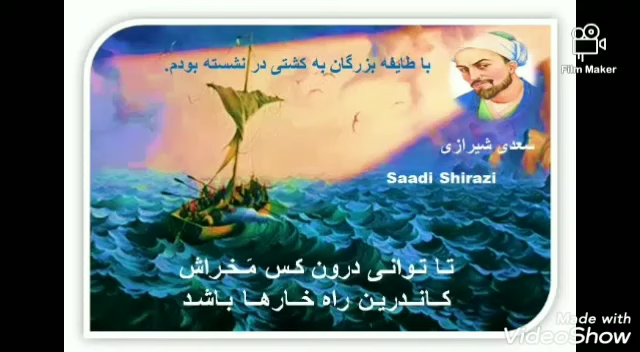 با طایفه بزرگان به کشتی در نشسته بودم.
Film Maker
سعدی شیرازی
Saadi Shirazi
تا توانی درون کس مَخراش
کاندرین راه خارها باشد
Made with
VideoShow